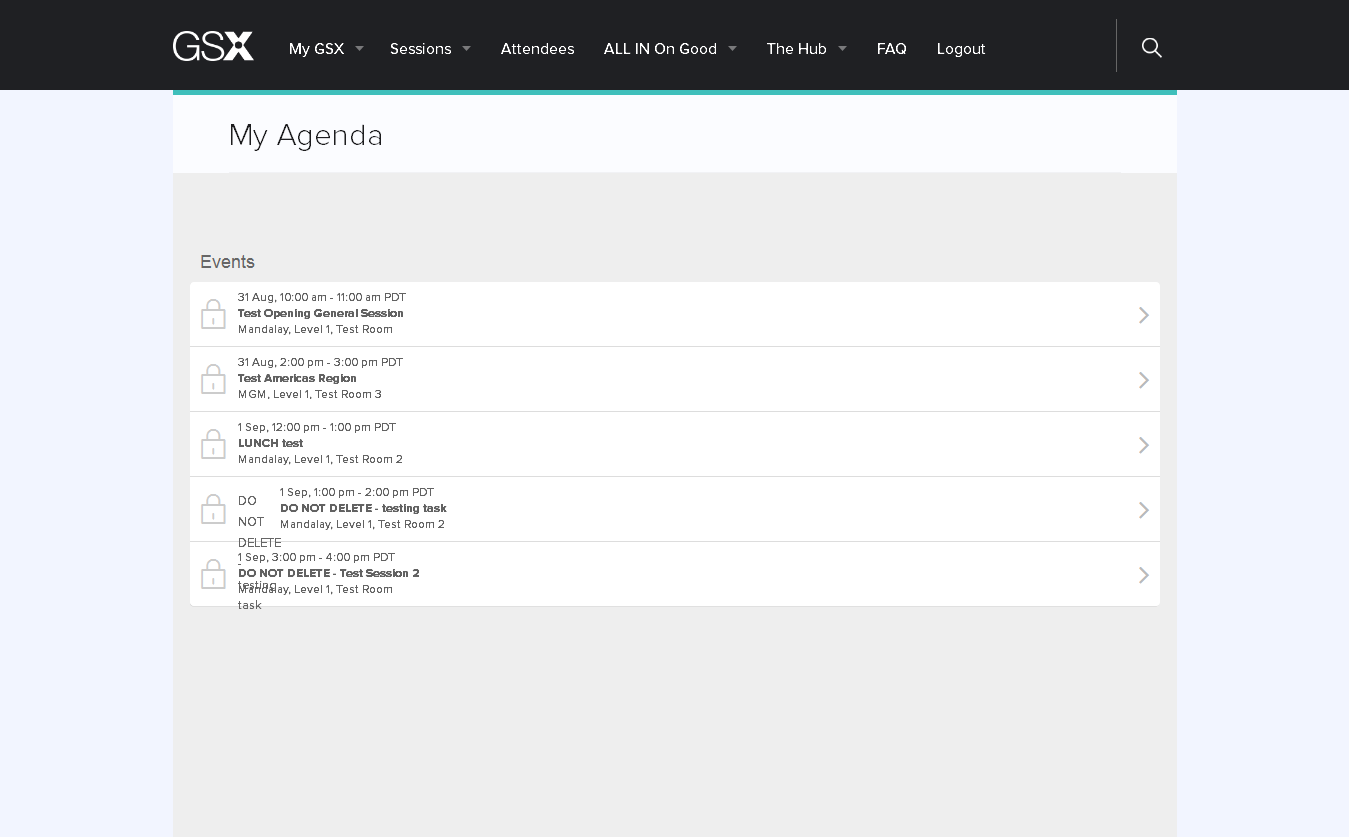 GSX My GSX Sessions Attendees ALL IN On Good The Hub FAQ Logout
My Agenda
Events
31 Aug, 10:00 am - 11:00 am PDT
Test Opening General Session
Mandalay, Level 1, Test Room
31 Aug, 2:00 pm - 3:00 pm PDT
Test Americas Region
MGM, Level 1, Test Room 3
1 Sep, 12:00 pm - 1:00 pm PDT
LUNCH test
Mandalay, Level 1, Test Room 2
DO
NOT
DELETE
-
testing
task
1 Sep, 1:00 pm - 2:00 pm PDT
DO NOT DELETE - testing task
Mandalay, Level 1, Test Room 2
1 Sep, 3:00 pm - 4:00 pm PDT
DO NOT DELETE - Test Session 2
Mandalay, Level 1, Test Room